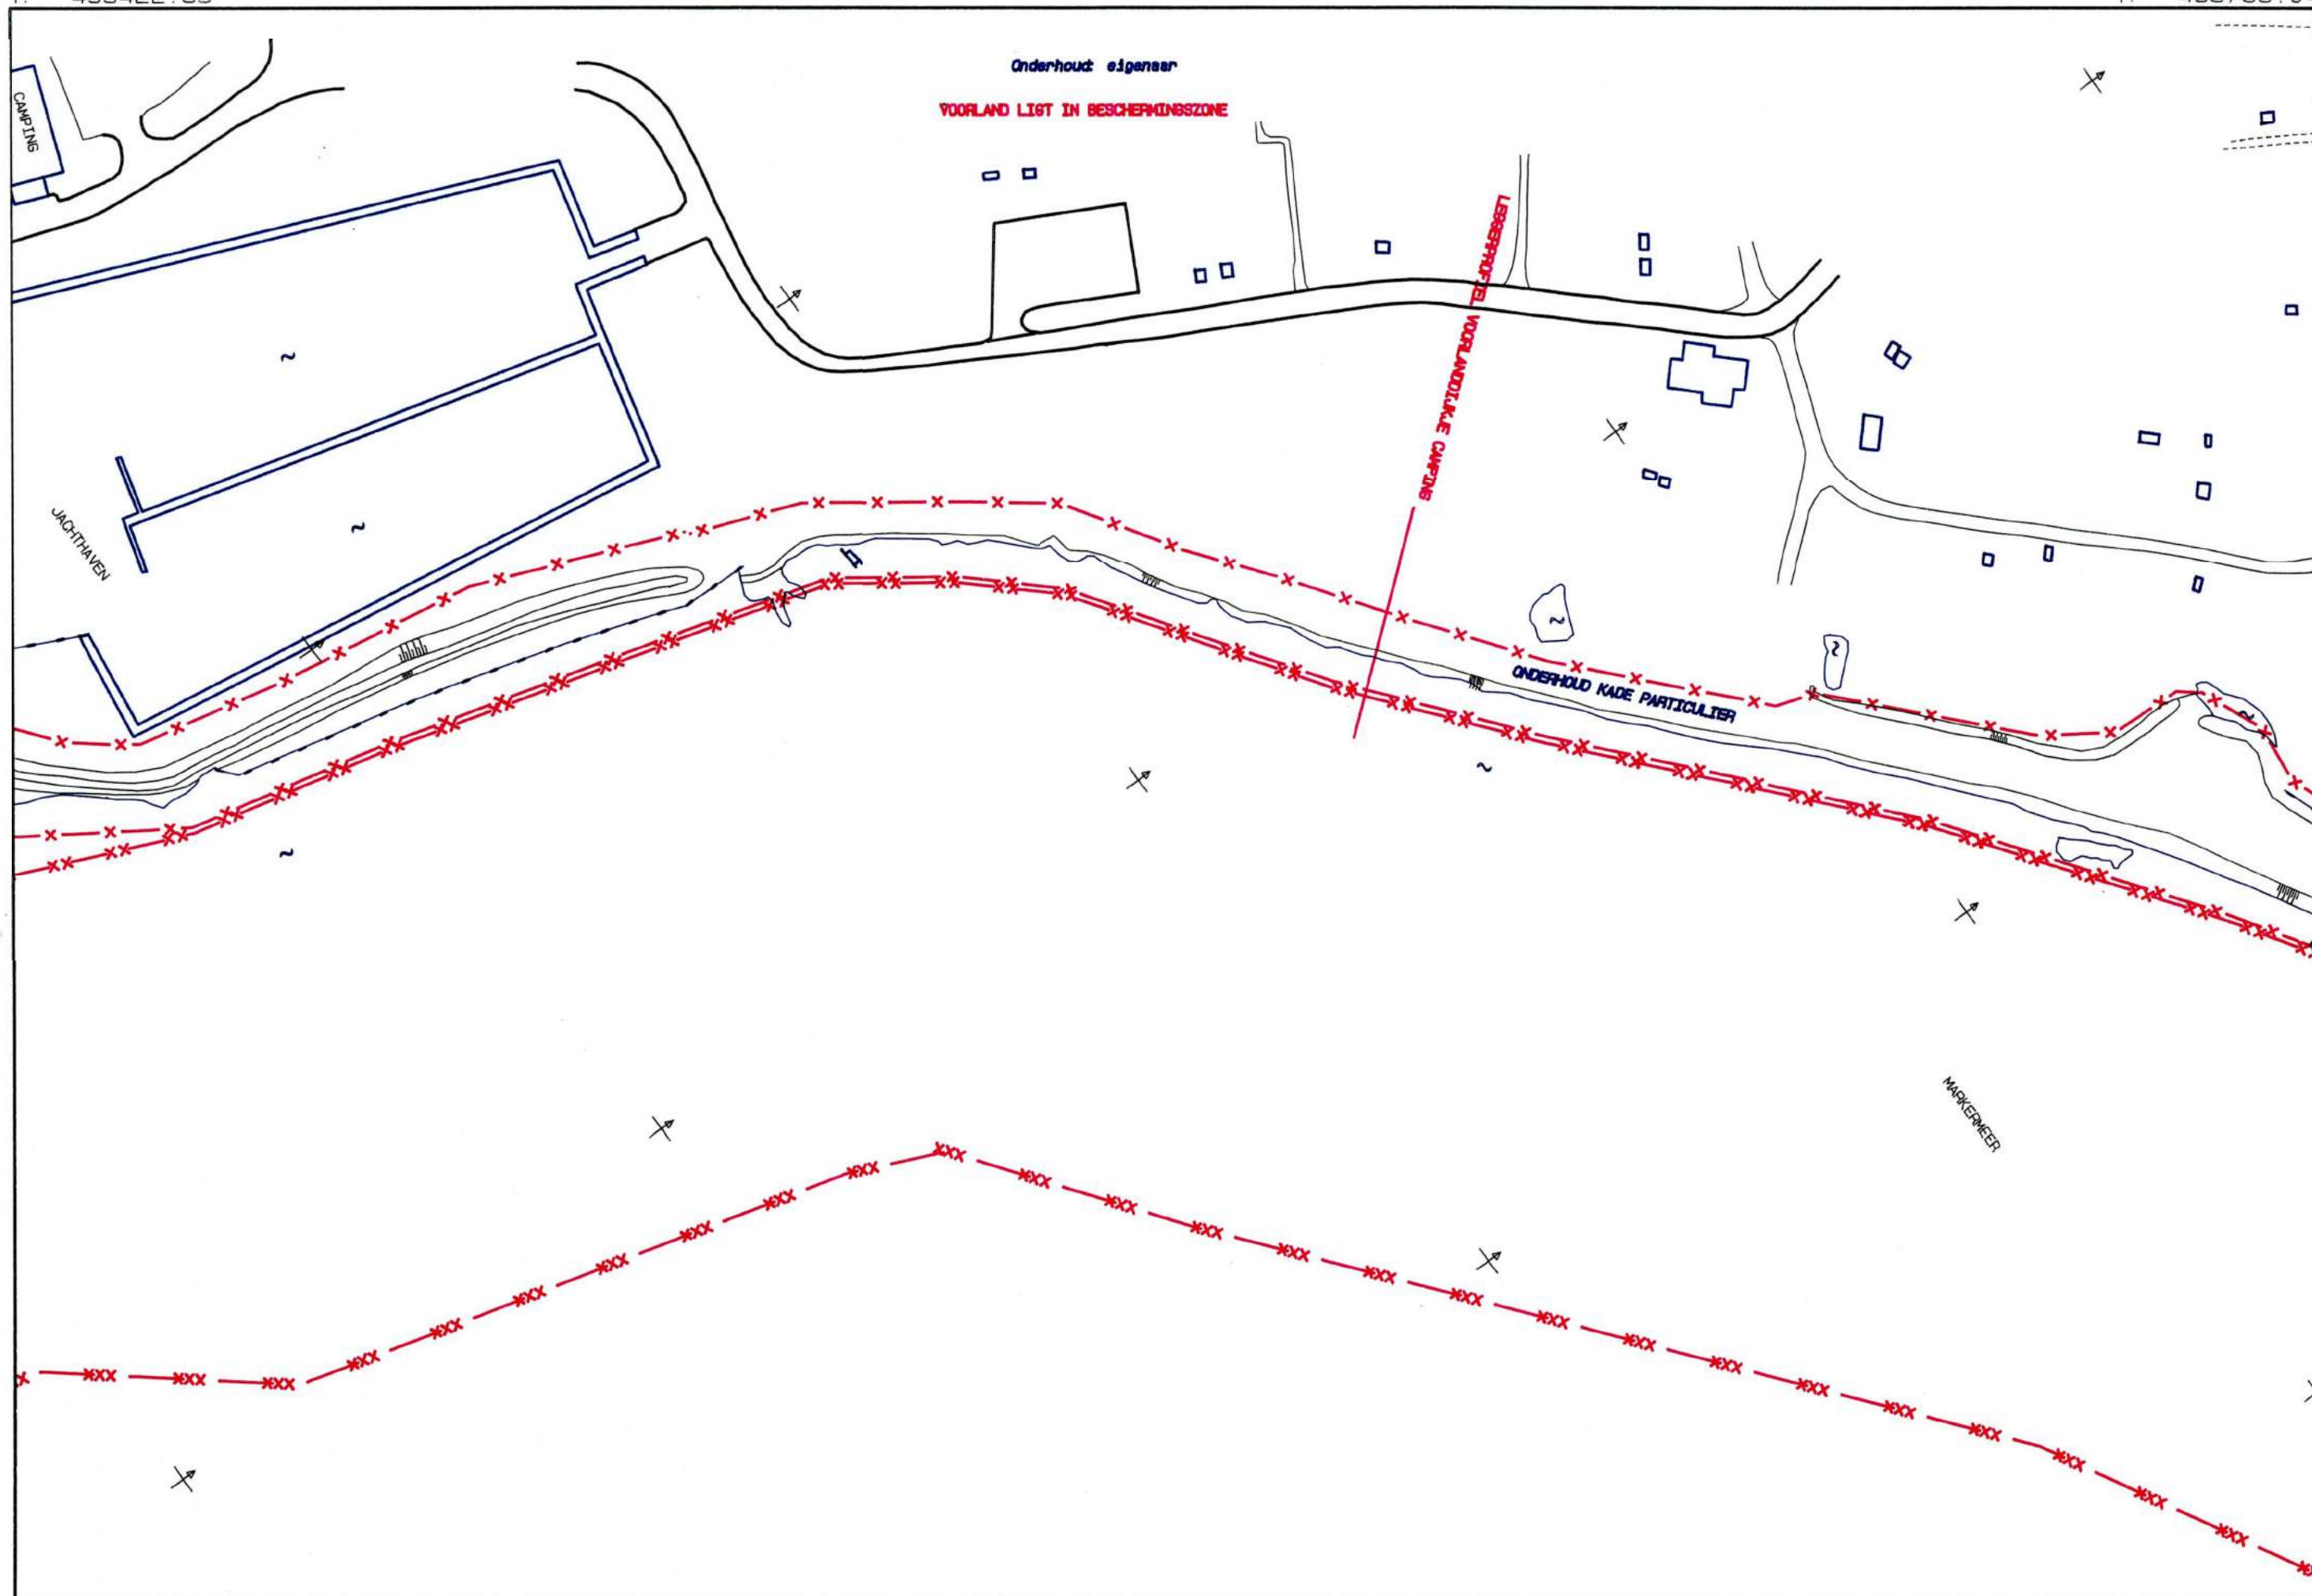 Onderhoud eigenaar
VOORLAND LIGT IN BESCHERMINGSZONE
CAMPING
LEGGERPROFIEL VOORLANDDIJKJE CAMPING
JACHTHAVEN
ONDERHOUD KADE PARTICULIER
MARKERMEER